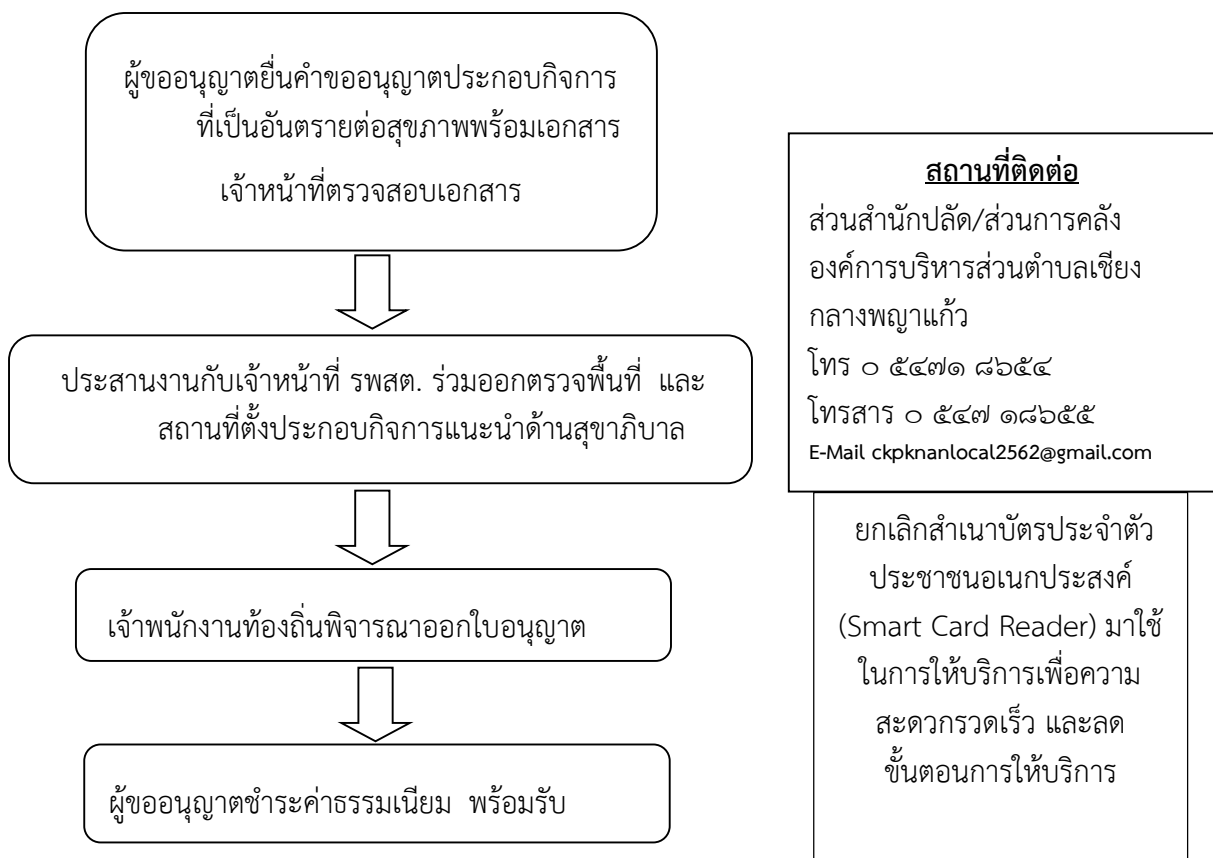 ผู้ขออนุญาตยื่นคำขออนุญาตประกอบกิจการ
ที่เป็นอันตรายต่อสุขภาพพร้อมเอกสาร
เจ้าหน้าที่ตรวจสอบเอกสาร
ประสานงานกับเจ้าหน้าที่ รพสต. ร่วมออกตรวจพื้นที่ และ
สถานที่ตั้งประกอบกิจการแนะนำด้านสุขาภิบาล
เจ้าพนักงานท้องถิ่นพิจารณาออกใบอนุญาต
ผู้ขออนุญาตชำระค่าธรรมเนียม พร้อมรับ
สถานที่ติดต่อ
ส่วนสำนักปลัด/ส่วนการคลัง
องค์การบริหารส่วนตำบลเชียง
กลางพญาแก้ว
โทร ๐ ๕๔๗๑ ๘๖๕๔
โทรสาร ๐ ๕๔๗ ๑๘๖๕๕
E-Mail ckpknanlocal2562@gmail.com
ยกเลิกสำเนาบัตรประจำตัว
ประชาชนอเนกประสงค์
(Smart Card Reader) มาใช้
ในการให้บริการเพื่อความ
สะดวกรวดเร็ว และลด
ขั้นตอนการให้บริการ